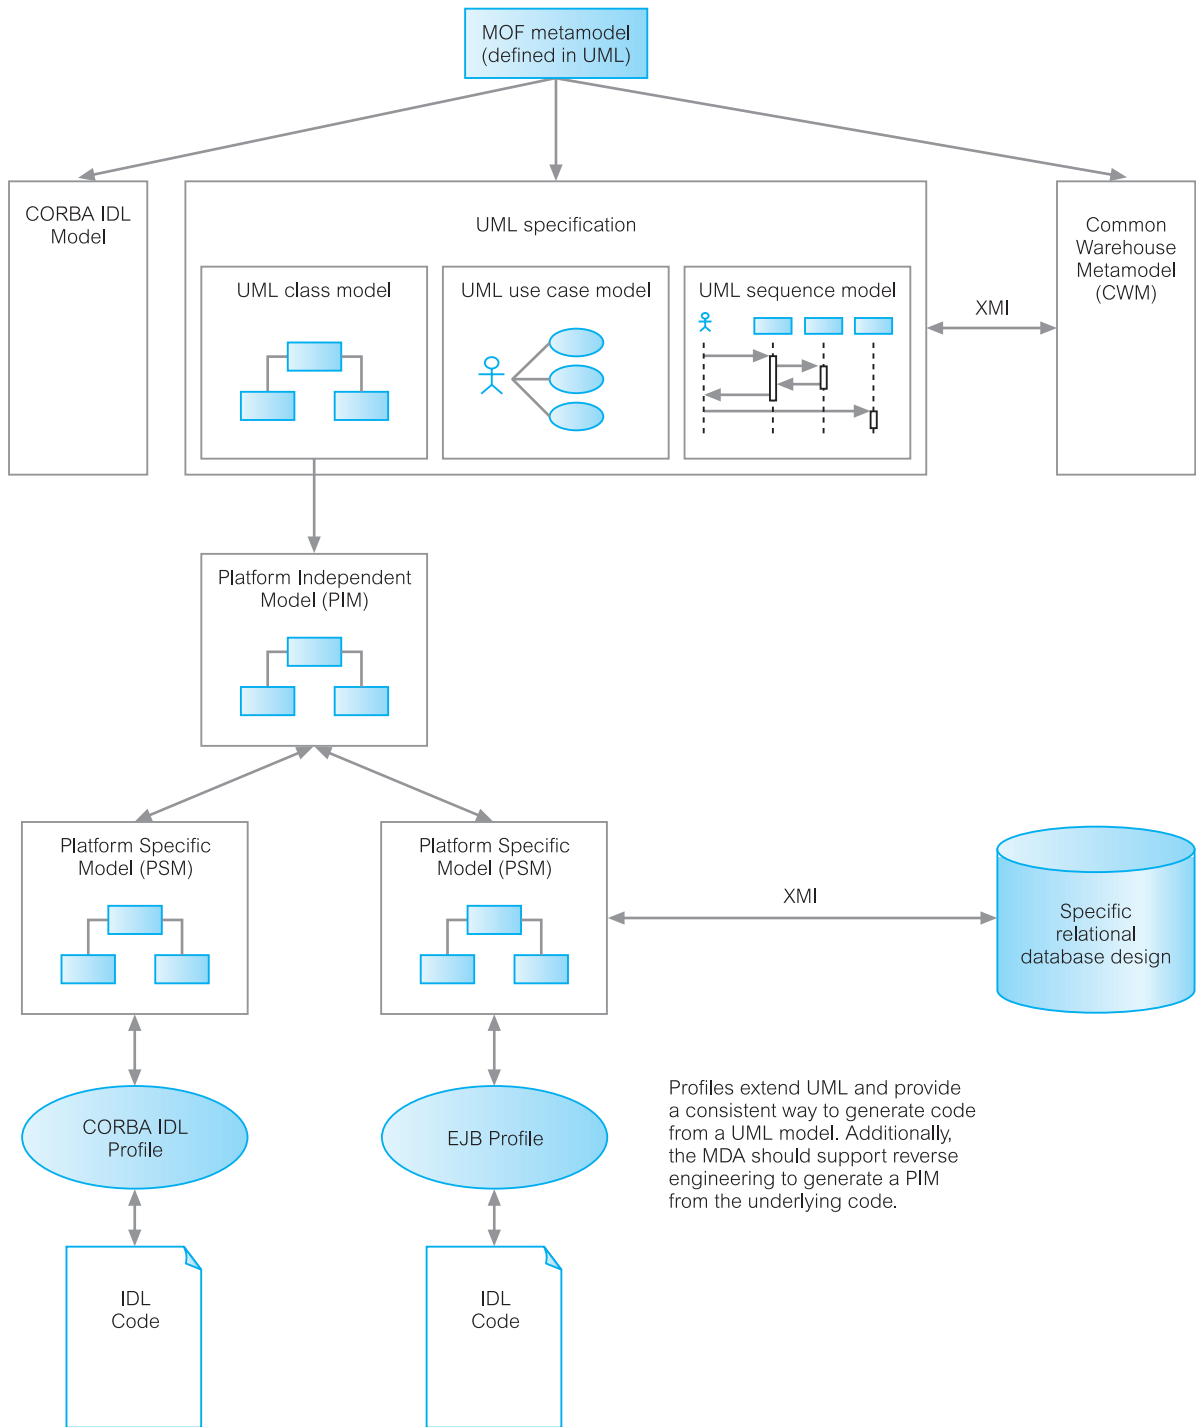 MOF metamodel
(defined in UML)
CORBA IDL
Model
UML specification
Common
Warehouse
Metamodel
(CWM)
UML class model
UML use case model
UML sequence model
XMI
Platform Independent
Model (PIM)
Platform Specific
Model (PSM)
Platform Specific
Model (PSM)
XMI
Specific
relational
database design
CORBA IDL
Profile
EJB Profile
Profiles extend UML and provide
a consistent way to generate code
from a UML model. Additionally,
the MDA should support reverse
engineering to generate a PIM
from the underlying code.
IDL
Code
IDL
Code